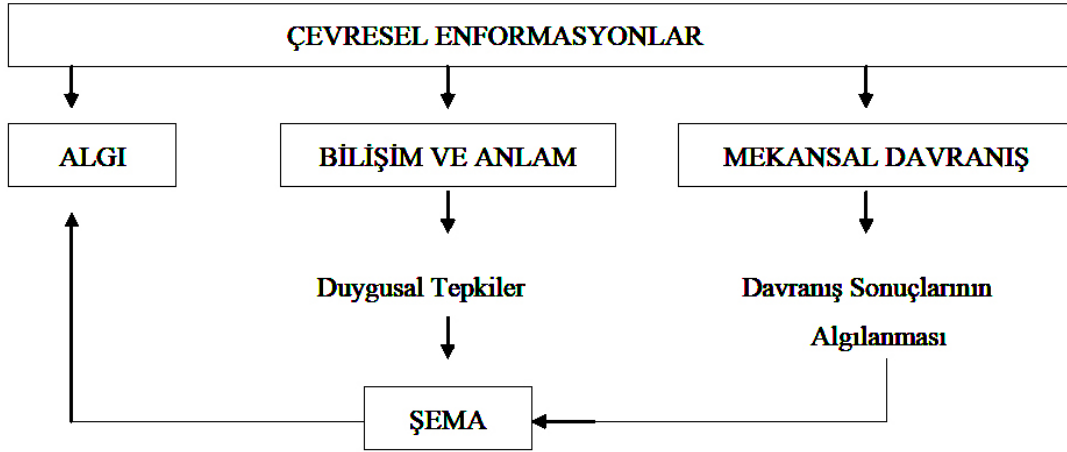 ÇEVRESEL ENFORMASYONLAR
ALGI
BİLİŞİM VE ANLAM
MEKANSAL DAVRANIŞ
Duygusal Tepkiler
Davranış Sonuçlarının
Algılanması
ŞEMA